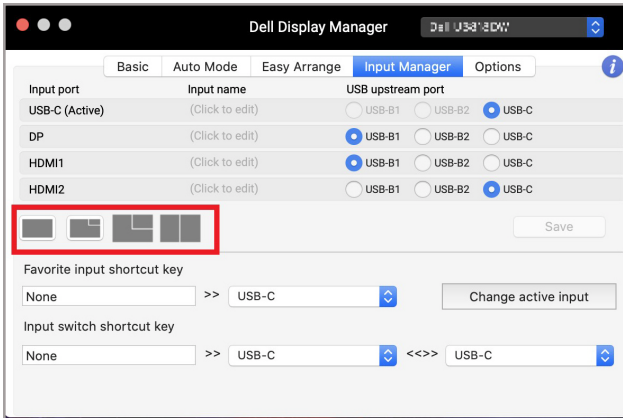 Dell Display Manager Dell
Basic Auto Mode Easy Arrange Input Manager Options i
Input port Input name USB upstream port
USB-C (Active) (Click to edit) USB-B1 USB-B2 USB-C
DP (Click to edit) USB-B1 USB-B2 USB-C
HDMI1 (Click to edit) USB-B1 USB-B2 USB-C
HDMI2 (Click to edit) USB-B1 USB-B2 USB-C
Save
Favorite input shortcut key
None >> USB-C Change active input
Input switch shortcut key
None >> USB-C <<>> USB-C